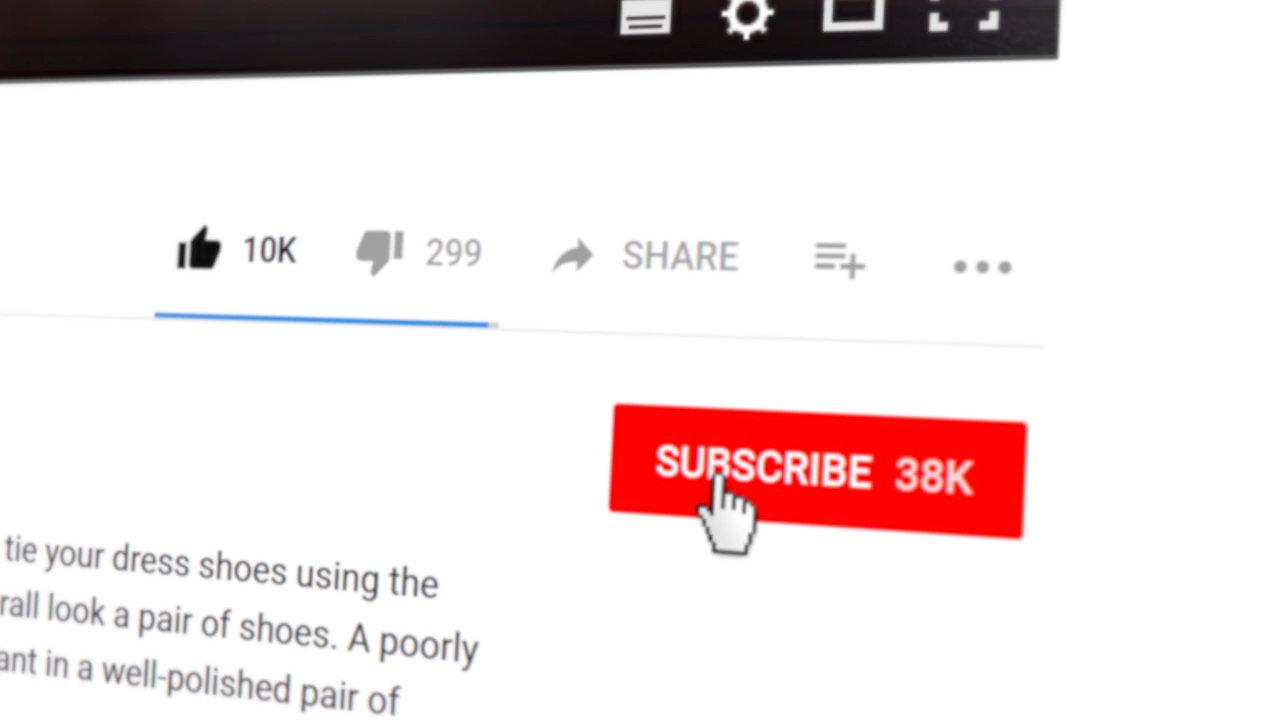 10K 299 SHARE
SUBSCRIBE 38K
tie your dress shoes using the
rall look a pair of shoes. A poorly
ant in a well-polished pair of